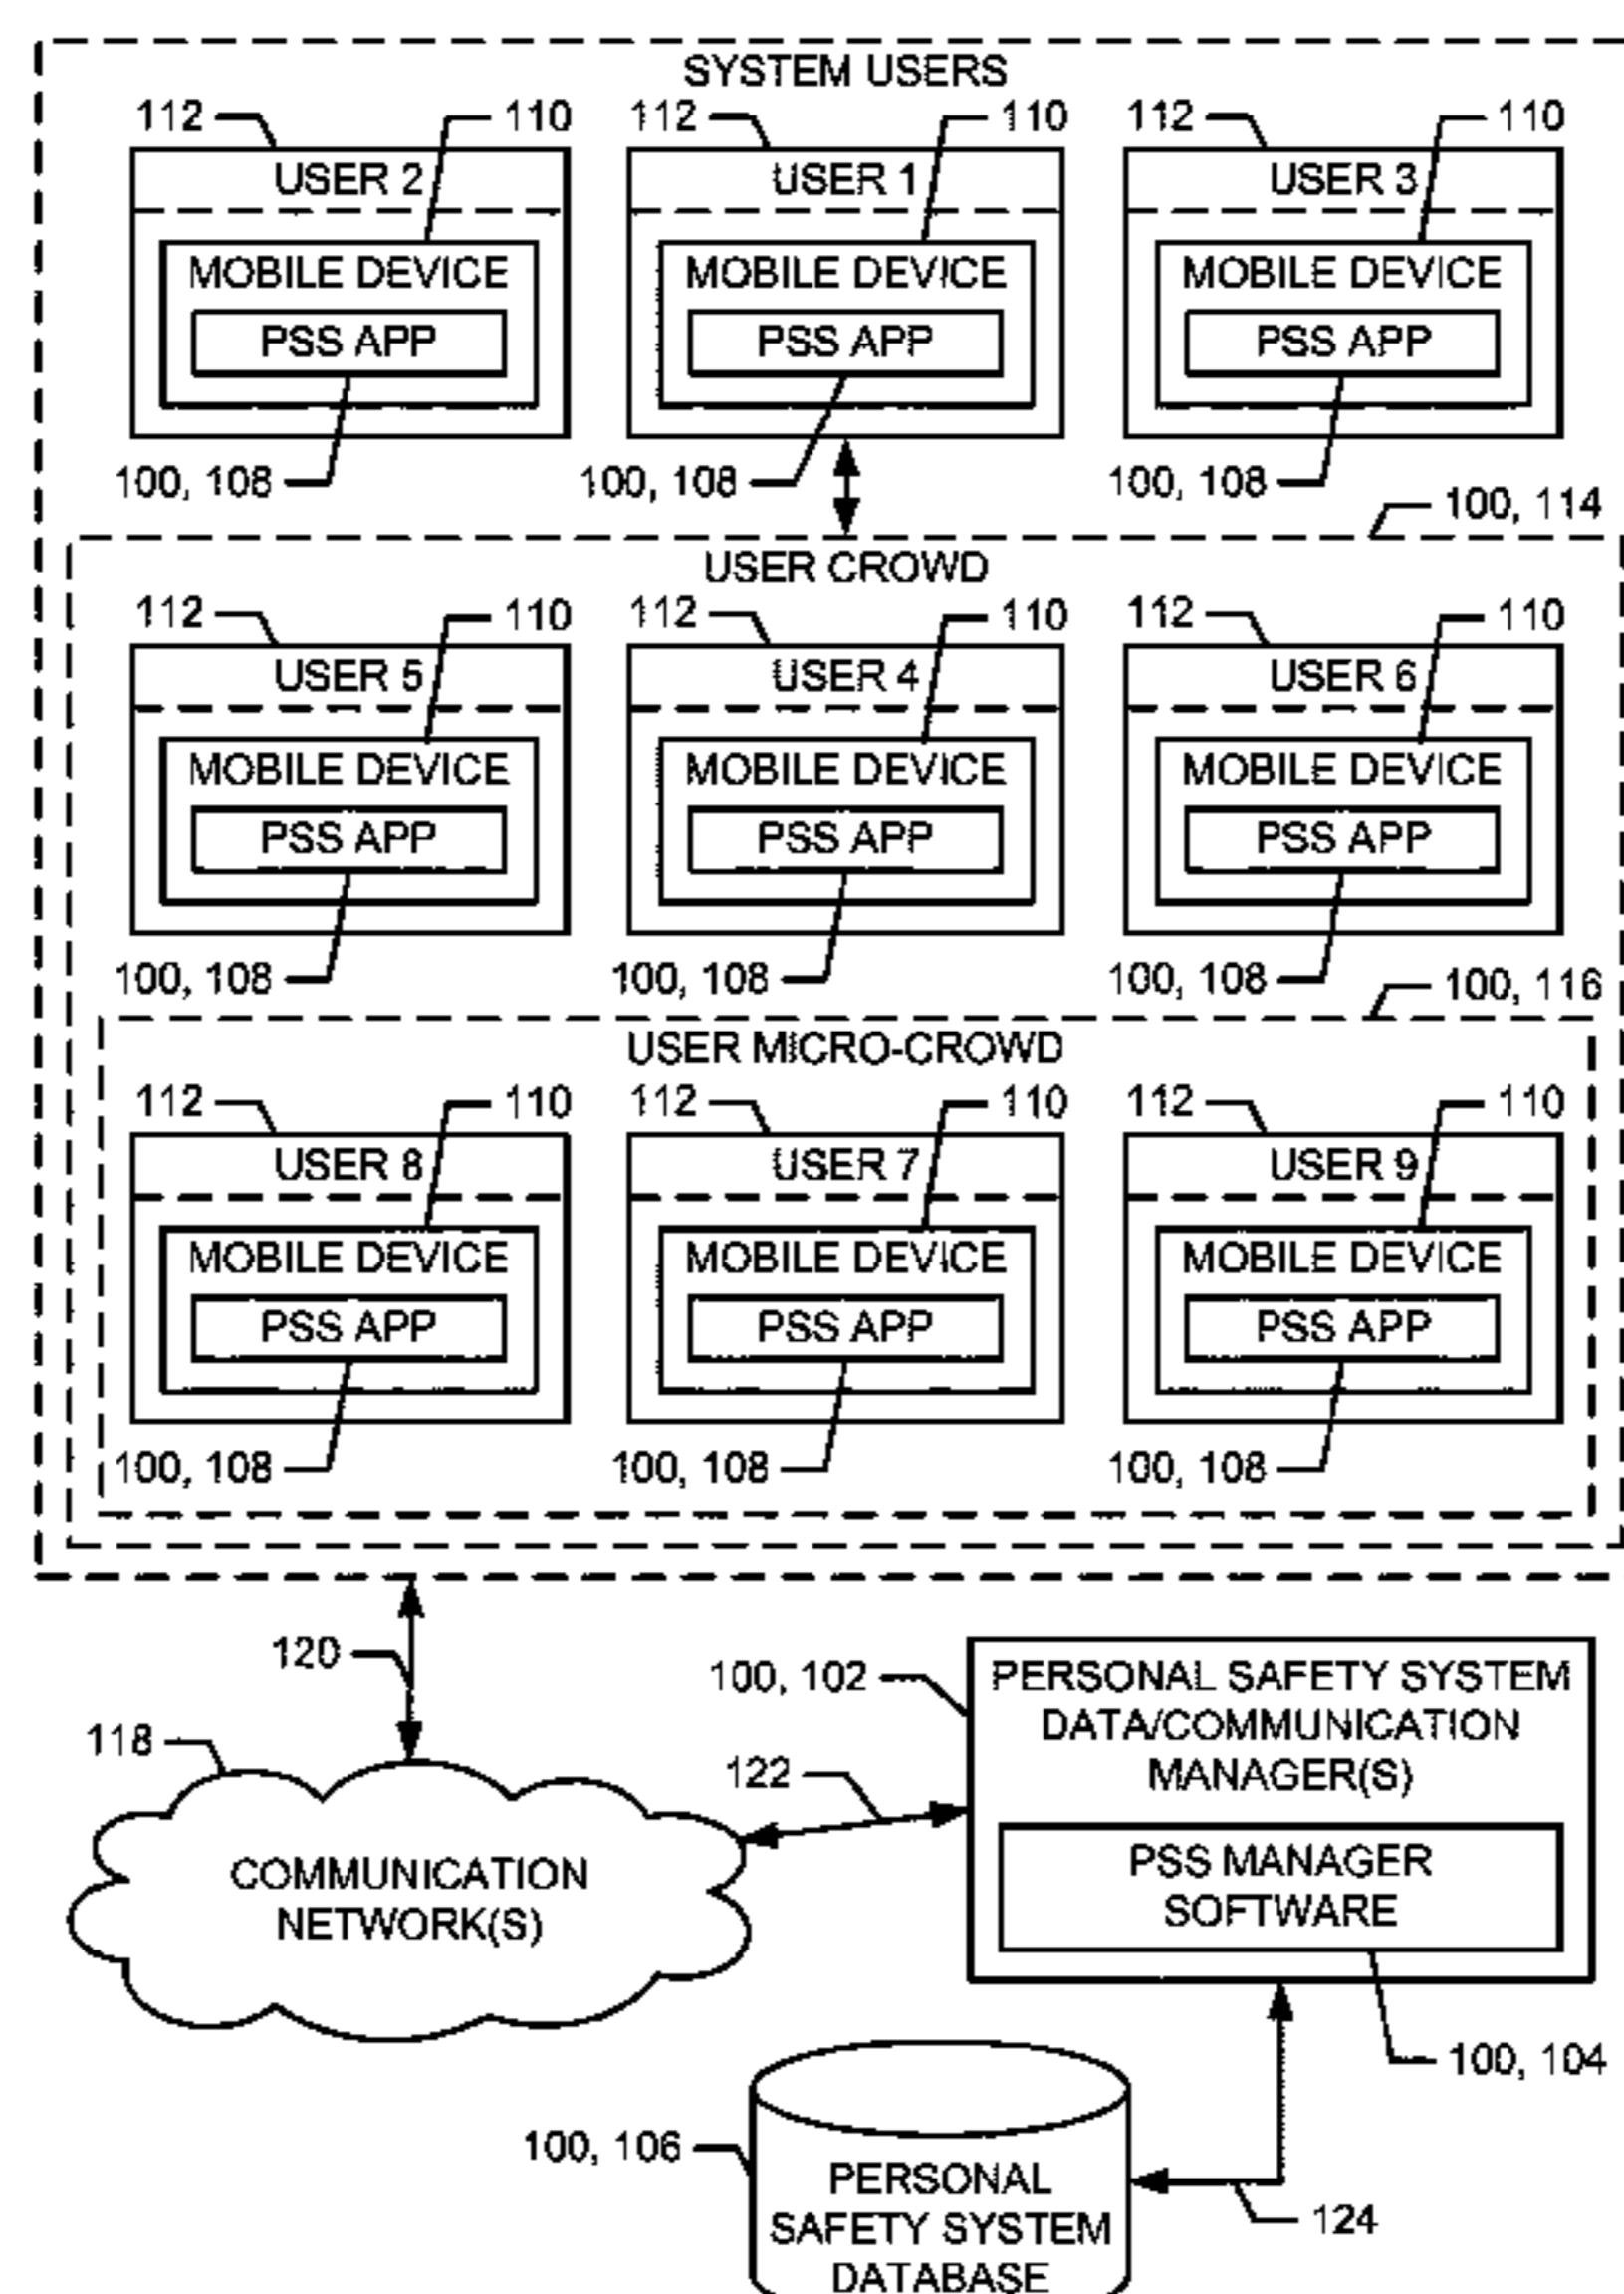 SYSTEM USERS
112 110 112 110 112 110
USER 2 USER 1 USER 3
MOBILE DEVICE MOBILE DEVICE MOBILE DEVICE
PSS APP PSS APP PSS APP
100, 108 100, 108 100, 108
100, 114
USER CROWD
112 110 112 110 112 110
USER 5 USER 4 USER 6
MOBILE DEVICE MOBILE DEVICE MOBILE DEVICE
PSS APP PSS APP PSS APP
100, 108 100, 108 100, 108
100, 116
USER MICRO-CROWD
112 110 112 110 112 110
USER 8 USER 7 USER 9
MOBILE DEVICE MOBILE DEVICE MOBILE DEVICE
PSS APP PSS APP PSS APP
100, 108 100, 108 100, 108
120
100, 102
PERSONAL SAFETY SYSTEM
DATA/COMMUNICATION
MANAGER(S)
118
122
PSS MANAGER
SOFTWARE
COMMUNICATION
NETWORK(S)
100, 104
100, 106
PERSONAL
SAFETY SYSTEM
DATABASE
124